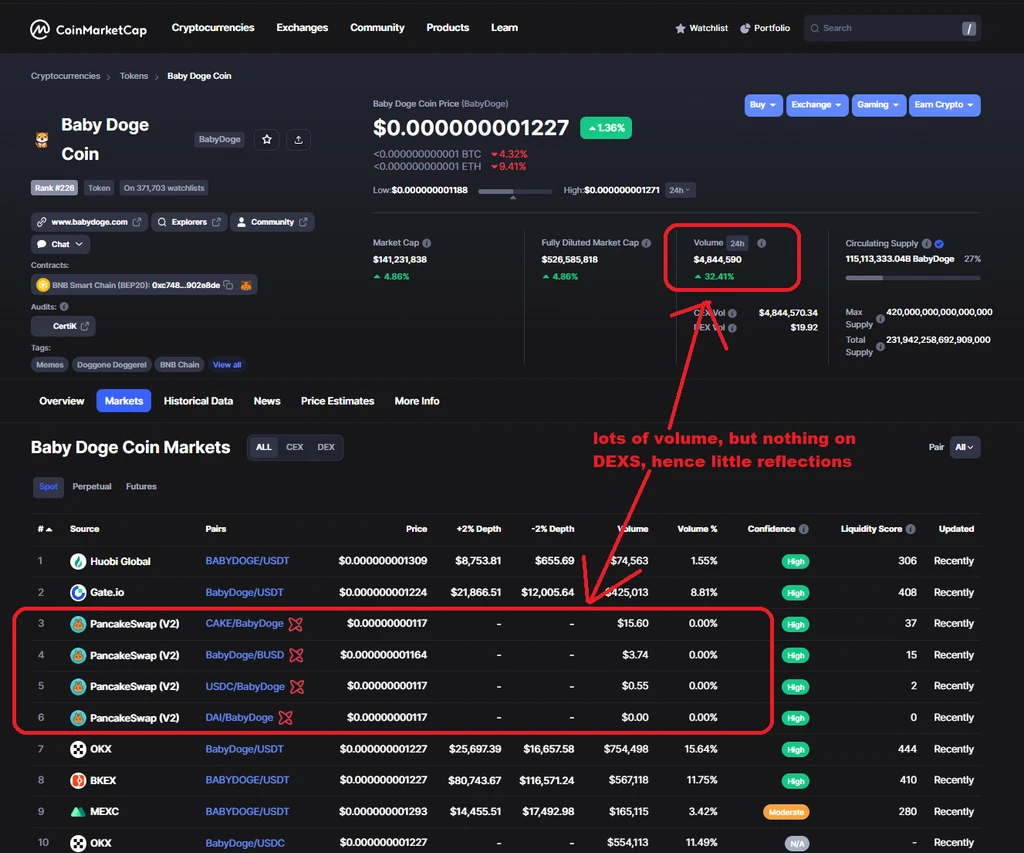 CoinMarketCap Cryptocurrencies Exchanges Community Products Learn Watchlist Portfolio Search /
Cryptocurrencies > Tokens > Baby Doge Coin
Baby Doge Coin Price (BabyDoge)
Buy Exchange Gaming Earn Crypto
Baby Doge
Coin
BabyDoge
$0.000000001227 1.36%
<0.000000000001 BTC 4.32%
<0.000000000001 ETH 9.41%
Rank #226 Token On 371,703 watchlists
Low:$0.000000001188 High:$0.000000001271 24h
www.babydoge.com Explorers Community
Chat
Contracts:
BNB Smart Chain (BEP20): 0xc748...902e8de
Audits:
CertiK
Tags:
Memes Doggone Doggerel BNB Chain View all
Market Cap
$141,231,838
4.86%
Fully Diluted Market Cap
$526,585,818
4.86%
Volume 24h
$4,844,590
32.41%
CEX Vol $4,844,570.34
DEX Vol $19.92
Circulating Supply
115,113,333.04B BabyDoge 27%
Max
Supply
420,000,000,000,000,000
Total
Supply
231,942,258,692,909,000
Overview Markets Historical Data News Price Estimates More Info
lots of volume, but nothing on
DEXS, hence little reflections
Baby Doge Coin Markets ALL CEX DEX Pair All
Spot Perpetual Futures
# Source Pairs Price +2% Depth -2% Depth Volume Volume % Confidence Liquidity Score Updated
1 Huobi Global BABYDOGE/USDT $0.000000001309 $8,753.81 $655.69 $74,563 1.55% High 306 Recently
2 Gate.io BabyDoge/USDT $0.000000001224 $21,866.51 $12,005.64 $425,013 8.81% High 408 Recently
3 PancakeSwap (V2) CAKE/BabyDoge $0.00000000117 - - $15.60 0.00% High 37 Recently
4 PancakeSwap (V2) BabyDoge/BUSD $0.000000001164 - - $3.74 0.00% High 15 Recently
5 PancakeSwap (V2) USDC/BabyDoge $0.00000000117 - - $0.55 0.00% High 2 Recently
6 PancakeSwap (V2) DAI/BabyDoge $0.00000000117 - - $0.00 0.00% High 0 Recently
7 OKX BabyDoge/USDT $0.000000001227 $25,697.39 $16,657.58 $754,498 15.64% High 444 Recently
8 BKEX BABYDOGE/USDT $0.000000001227 $80,743.67 $116,571.24 $567,118 11.75% High 410 Recently
9 MEXC BABYDOGE/USDT $0.000000001293 $14,455.51 $17,492.98 $165,115 3.42% Moderate 280 Recently
10 OKX BabyDoge/USDC $0.000000001227 - - $554,113 11.49% N/A - Recently